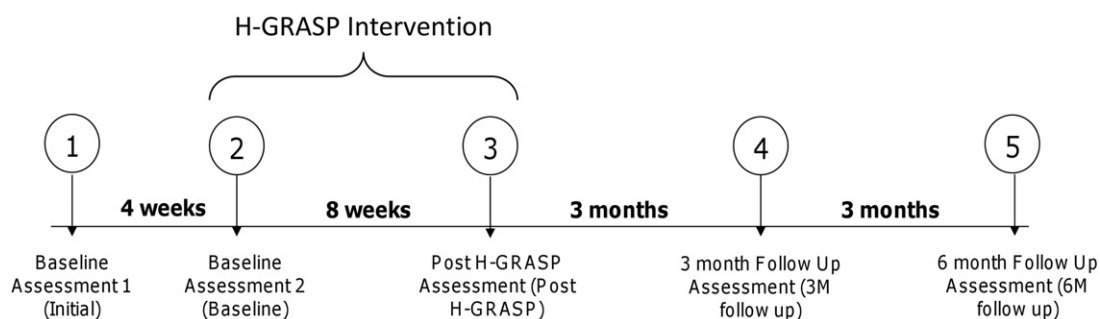 H-GRASP Intervention
1
2
3
4
5
4 weeks
8 weeks
3 months
3 months
Baseline
Assessment 1
(Initial)
Baseline
Assessment 2
(Baseline)
Post H-GRASP
Assessment (Post
H-GRASP)
3 month Follow Up
Assessment (3M
follow up)
6 month Follow Up
Assessment (6M
follow up)